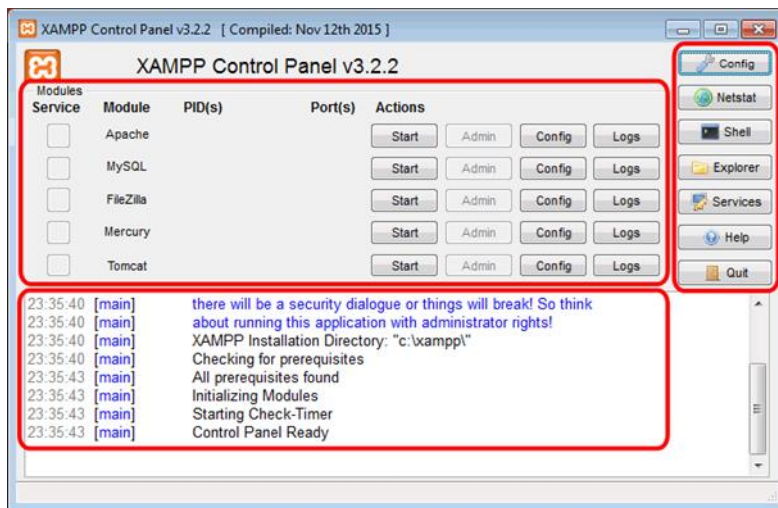 XAMPP Control Panel v3.2.2 [ Compiled: Nov 12th 2015 ]
XAMPP Control Panel v3.2.2
Modules
Service Module PID(s) Port(s) Actions
Apache Start Admin Config Logs
MySQL Start Admin Config Logs
FileZilla Start Admin Config Logs
Mercury Start Admin Config Logs
Tomcat Start Admin Config Logs
Config
Netstat
Shell
Explorer
Services
Help
Quit
23:35:40 [main] there will be a security dialogue or things will break! So think
23:35:40 [main] about running this application with administrator rights!
23:35:40 [main] XAMPP Installation Directory: "c:\xampp\"
23:35:40 [main] Checking for prerequisites
23:35:43 [main] All prerequisites found
23:35:43 [main] Initializing Modules
23:35:43 [main] Starting Check-Timer
23:35:43 [main] Control Panel Ready